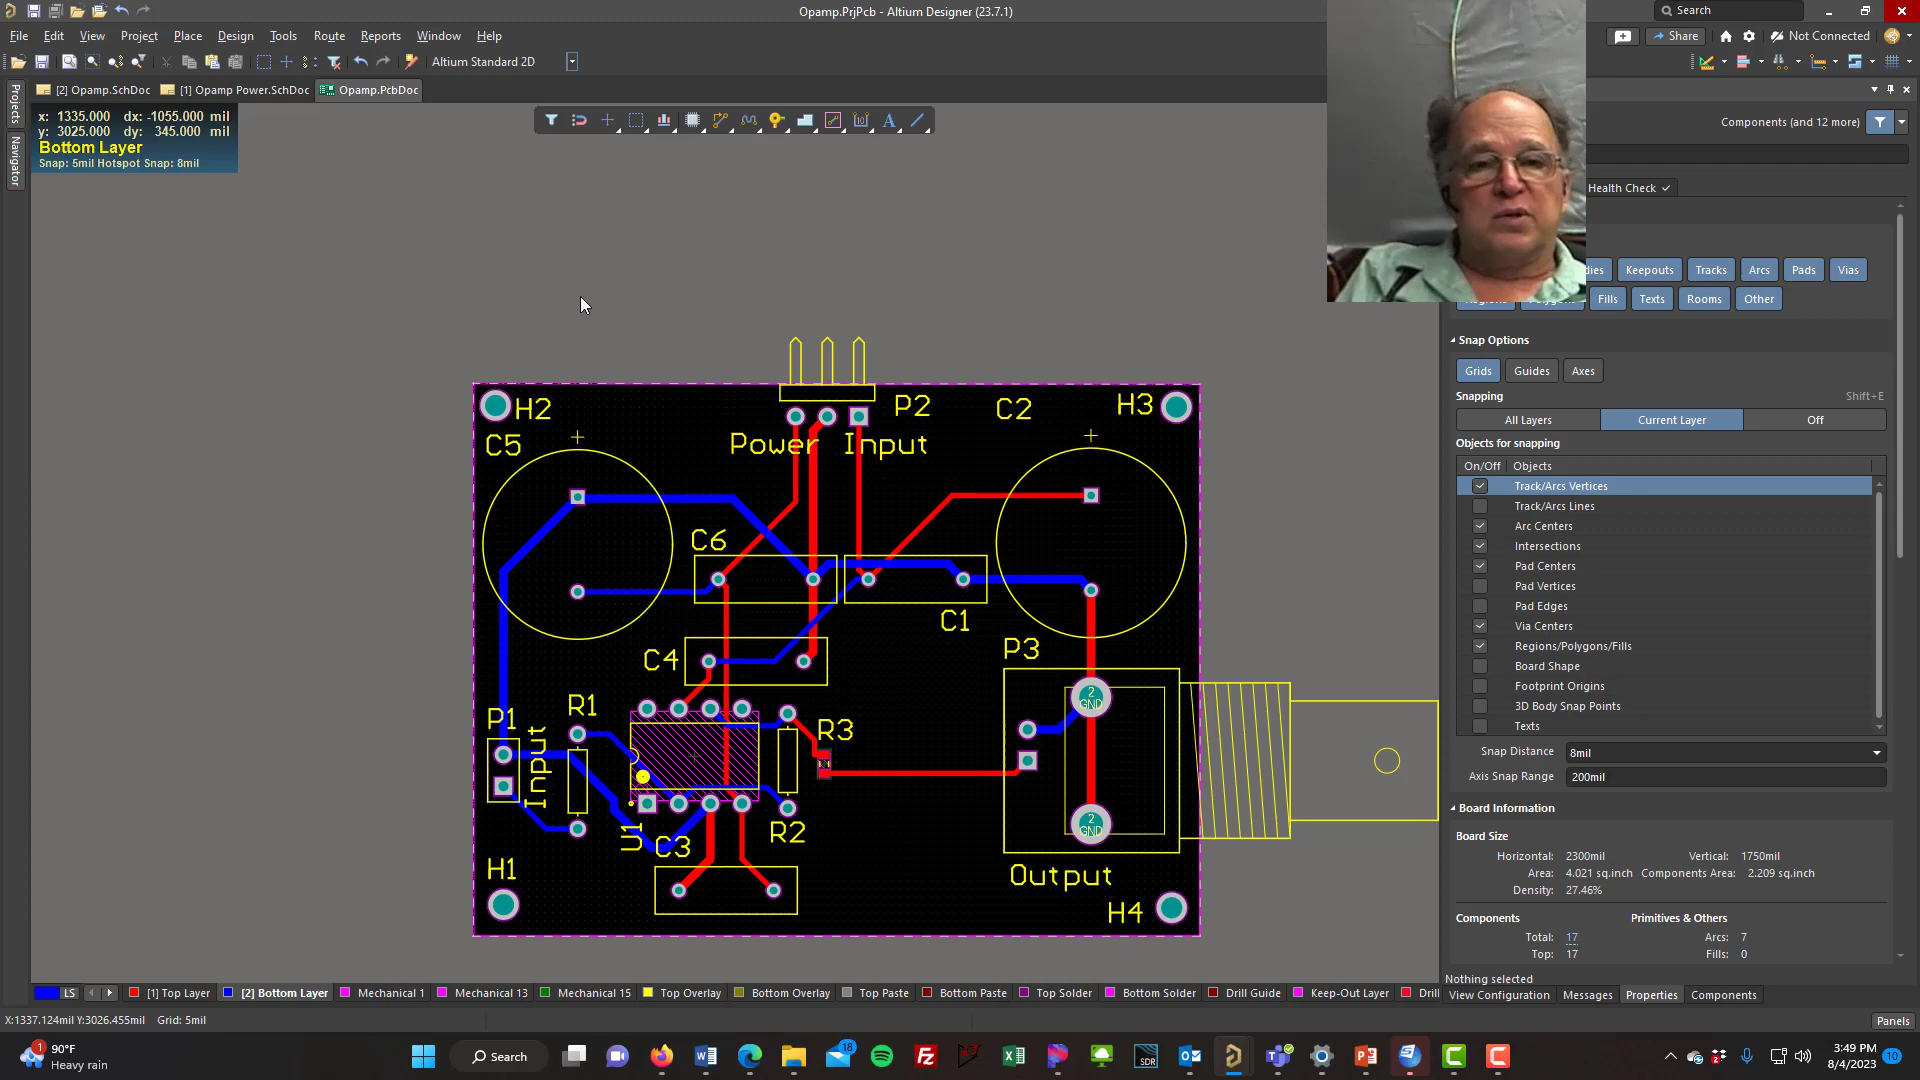 Opamp.PrjPcb - Altium Designer (23.7.1)
Search
File Edit View Project Place Design Tools Route Reports Window Help
Share
Not Connected
Altium Standard 2D
[2] Opamp.SchDoc
[1] Opamp Power.SchDoc
Opamp.PcbDoc
Projects
Navigator
x: 1335.000 dx: -1055.000 mil
y: 3025.000 dy: 345.000 mil
Bottom Layer
Snap: 5mil Hotspot Snap: 8mil
Components (and 12 more)
Health Check
Keepouts Tracks Arcs Pads Vias
Fills Texts Rooms Other
Snap Options
Grids Guides Axes
Snapping Shift+E
All Layers Current Layer Off
Objects for snapping
On/Off Objects
Track/Arcs Vertices
Track/Arcs Lines
Arc Centers
Intersections
Pad Centers
Pad Vertices
Pad Edges
Via Centers
Regions/Polygons/Fills
Board Shape
Footprint Origins
3D Body Snap Points
Texts
Snap Distance 8mil
Axis Snap Range 200mil
Board Information
Board Size
Horizontal: 2300mil Vertical: 1750mil
Area: 4.021 sq.inch Components Area: 2.209 sq.inch
Density: 27.46%
Components Primitives & Others
Total: 17 Arcs: 7
Top: 17 Fills: 0
Nothing selected
View Configuration Messages Properties Components
Panels
H2
P2
C2
H3
C5
Power Input
C6
C1
C4
P3
2
GND
P1
R1
Input
R3
U1
C3
R2
2
GND
H1
Output
H4
LS
[1] Top Layer
[2] Bottom Layer
Mechanical 1
Mechanical 13
Mechanical 15
Top Overlay
Bottom Overlay
Top Paste
Bottom Paste
Top Solder
Bottom Solder
Drill Guide
Keep-Out Layer
X:1337.124mil Y:3026.455mil Grid: 5mil
1
90°F
Heavy rain
Search
18
SDR
3:49 PM
8/4/2023
10